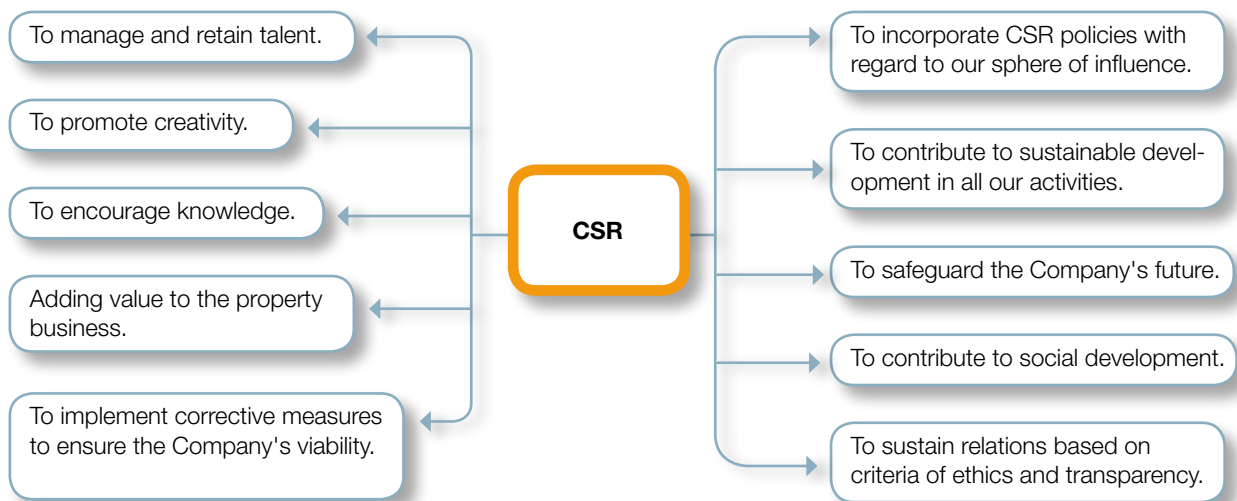 To manage and retain talent.
To promote creativity.
To encourage knowledge.
Adding value to the property
business.
To implement corrective measures
to ensure the Company's viability.
CSR
To incorporate CSR policies with
regard to our sphere of influence.
To contribute to sustainable devel-
opment in all our activities.
To safeguard the Company's future.
To contribute to social development.
To sustain relations based on
criteria of ethics and transparency.